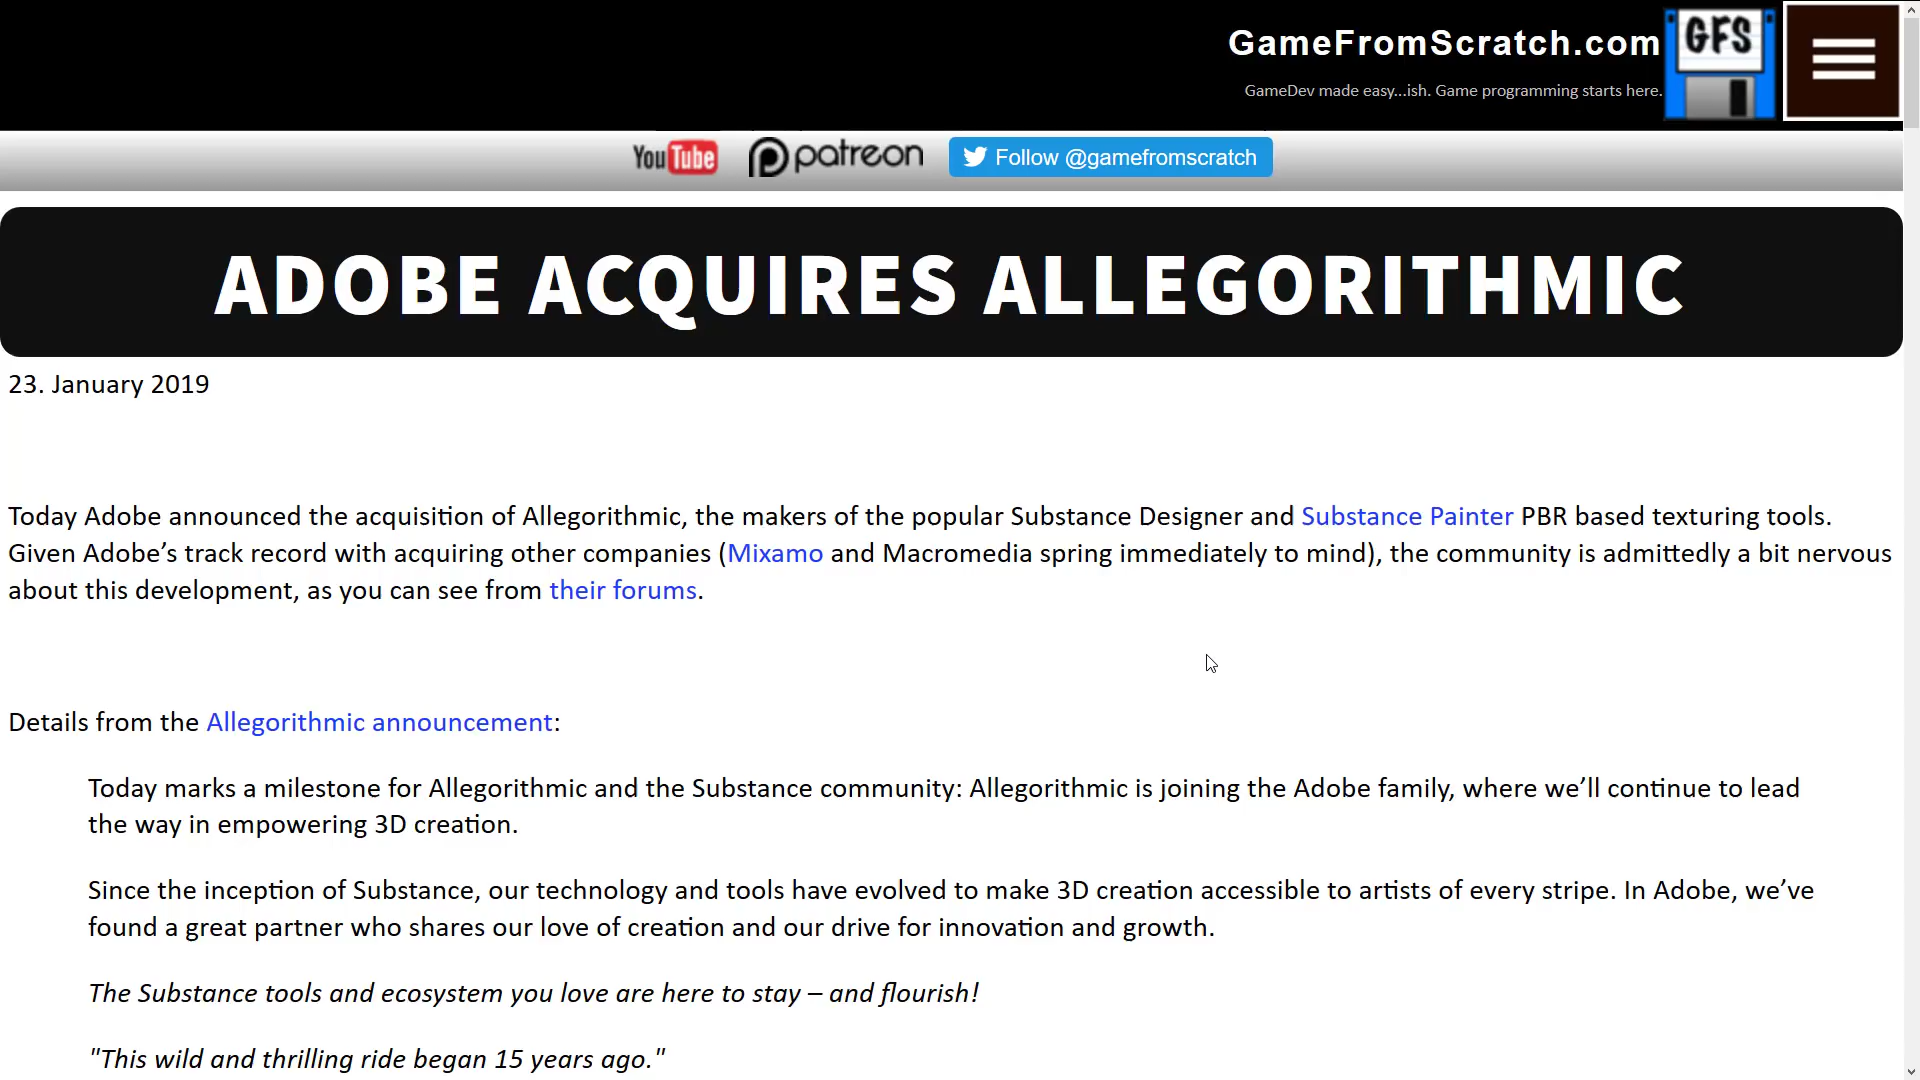 GameFromScratch.com
GFS
GameDev made easy...ish. Game programming starts here.
YouTube
patreon
Follow @gamefromscratch
ADOBE ACQUIRES ALLEGORITHMIC
23. January 2019
Today Adobe announced the acquisition of Allegorithmic, the makers of the popular Substance Designer and Substance Painter PBR based texturing tools.
Given Adobe’s track record with acquiring other companies (Mixamo and Macromedia spring immediately to mind), the community is admittedly a bit nervous
about this development, as you can see from their forums.
Details from the Allegorithmic announcement:
Today marks a milestone for Allegorithmic and the Substance community: Allegorithmic is joining the Adobe family, where we’ll continue to lead
the way in empowering 3D creation.
Since the inception of Substance, our technology and tools have evolved to make 3D creation accessible to artists of every stripe. In Adobe, we’ve
found a great partner who shares our love of creation and our drive for innovation and growth.
The Substance tools and ecosystem you love are here to stay – and flourish!
"This wild and thrilling ride began 15 years ago."